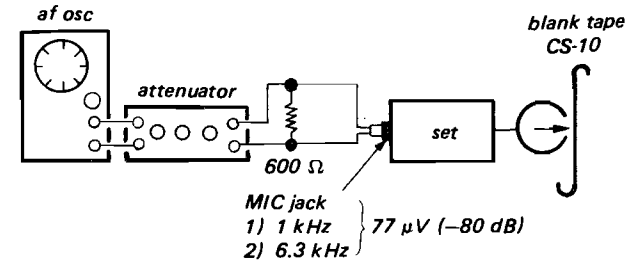 af osc
attenuator
600 Ω
MIC jack
1) 1 kHz
2) 6.3 kHz
77 μV (−80 dB)
set
blank tape
CS-10